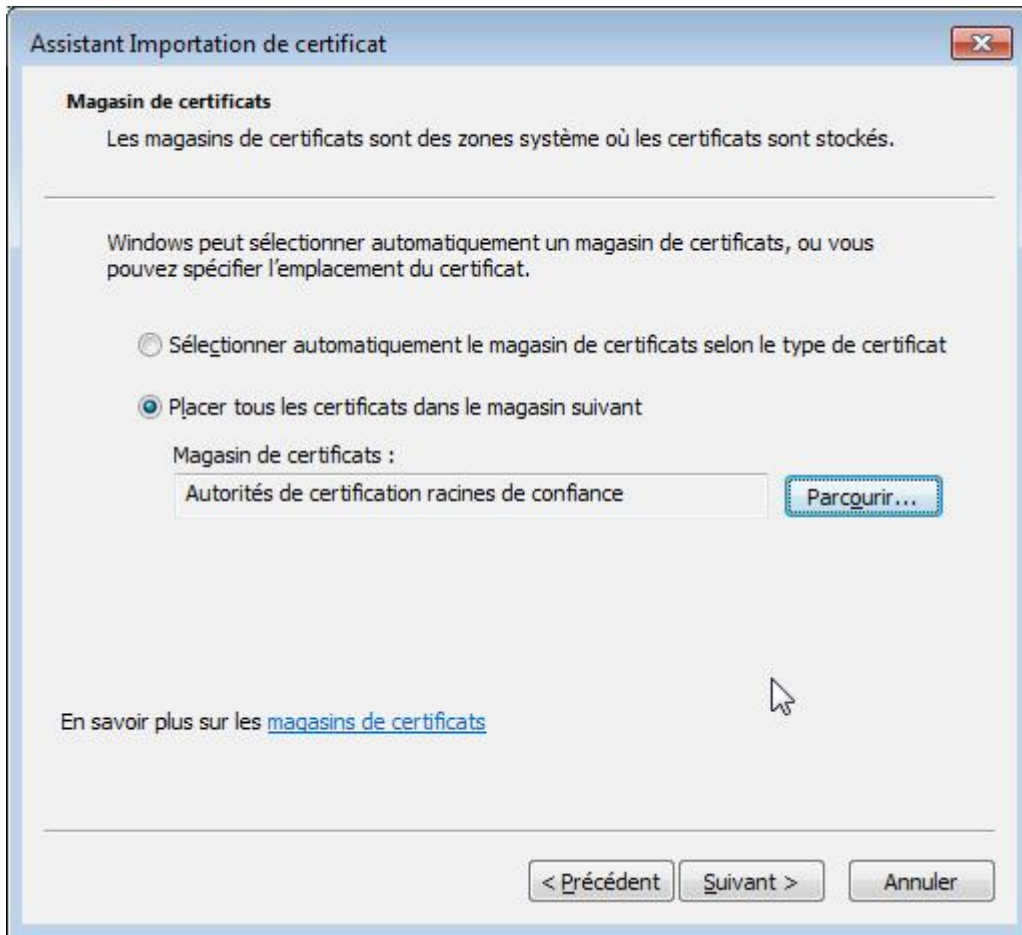 Assistant Importation de certificat
Magasin de certificats
Les magasins de certificats sont des zones système où les certificats sont stockés.
Windows peut sélectionner automatiquement un magasin de certificats, ou vous
pouvez spécifier l'emplacement du certificat.
Sélectionner automatiquement le magasin de certificats selon le type de certificat
Placer tous les certificats dans le magasin suivant
Magasin de certificats :
Autorités de certification racines de confiance
Parcourir...
En savoir plus sur les magasins de certificats
< Précédent
Suivant >
Annuler